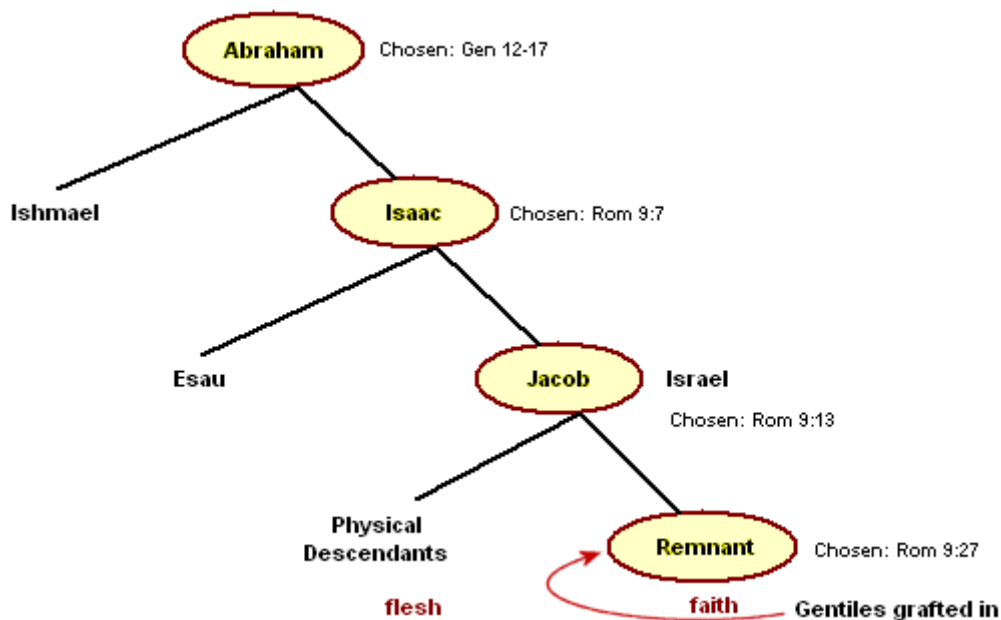 Abraham
Chosen: Gen 12-17
Ishmael
Isaac
Chosen: Rom 9:7
Esau
Jacob
Israel
Chosen: Rom 9:13
Physical
Descendants
Remnant
Chosen: Rom 9:27
flesh
faith
Gentiles grafted in